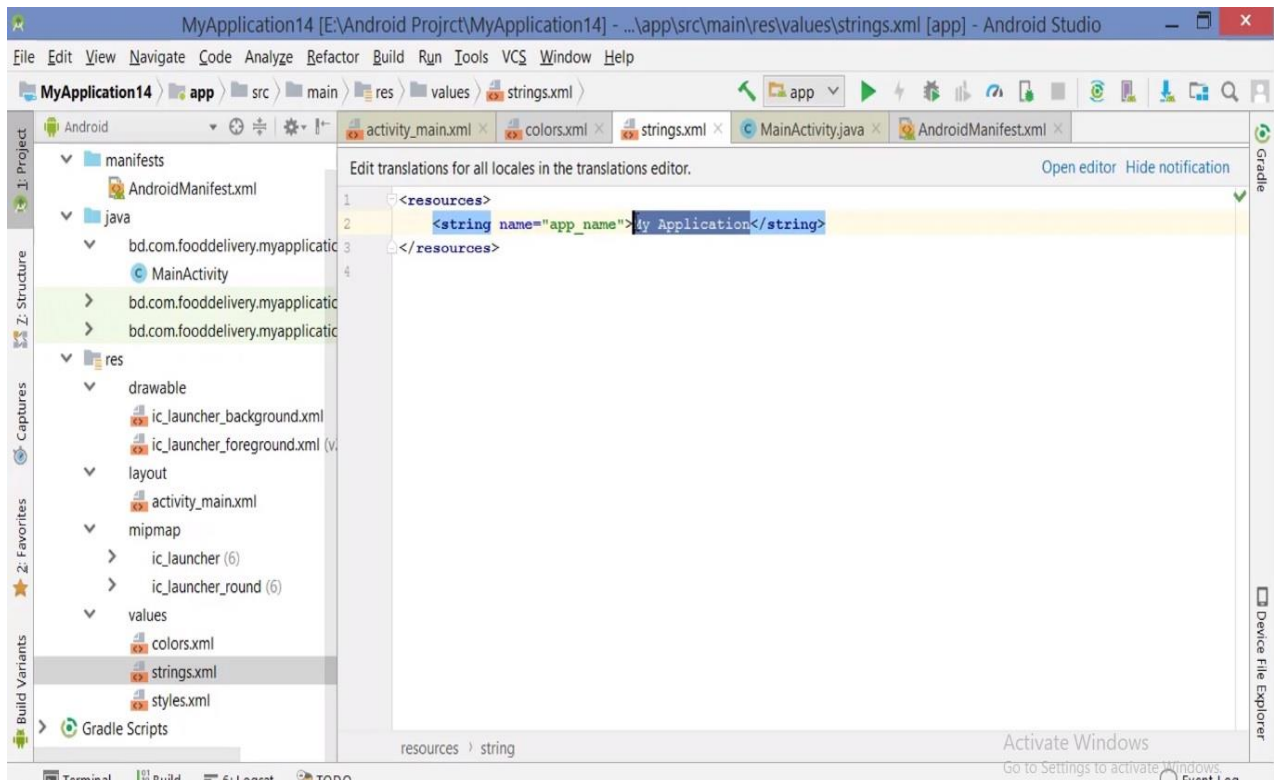 MyApplication14 [E:\Android Projrct\MyApplication14] - ...\app\src\main\res\values\strings.xml [app] - Android Studio
File Edit View Navigate Code Analyze Refactor Build Run Tools VCS Window Help
MyApplication14 app src main res values strings.xml app
Android
activity_main.xml colors.xml strings.xml MainActivity.java AndroidManifest.xml
1: Project
Z: Structure
Captures
2: Favorites
Build Variants
manifests
AndroidManifest.xml
java
bd.com.fooddelivery.myapplicatic
MainActivity
bd.com.fooddelivery.myapplicatic
bd.com.fooddelivery.myapplicatic
res
drawable
ic_launcher_background.xml
ic_launcher_foreground.xml (v
layout
activity_main.xml
mipmap
ic_launcher (6)
ic_launcher_round (6)
values
colors.xml
strings.xml
styles.xml
Gradle Scripts
Edit translations for all locales in the translations editor. Open editor Hide notification
1 <resources>
2 <string name="app_name">My Application</string>
3 </resources>
4
resources string
Gradle
Device File Explorer
Activate Windows
Go to Settings to activate Windows.
Terminal Build 6: Logcat TODO Event Log